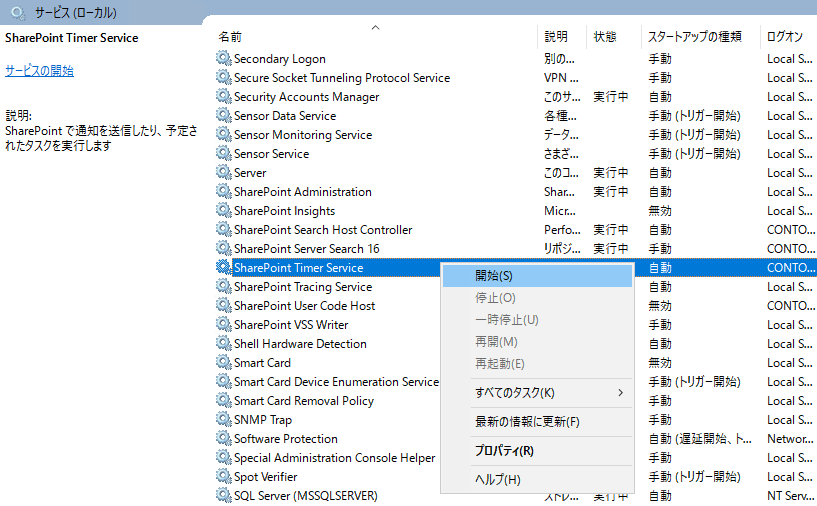 サービス (ローカル)
SharePoint Timer Service
サービスの開始
説明:
SharePoint で通知を送信したり、予定さ
れたタスクを実行します
名前 説明 状態 スタートアップの種類 ログオン
Secondary Logon 別の... 手動 Local S...
Secure Socket Tunneling Protocol Service VPN ... 手動 Local S...
Security Accounts Manager このサ... 実行中 自動 Local S...
Sensor Data Service 各種... 手動 (トリガー開始) Local S...
Sensor Monitoring Service データ... 手動 (トリガー開始) Local S...
Sensor Service さまざ... 手動 (トリガー開始) Local S...
Server このコ... 実行中 自動 Local S...
SharePoint Administration Shar... 実行中 自動 Local S...
SharePoint Insights Micr... 無効 Local S...
SharePoint Search Host Controller Perfo... 実行中 自動 CONTO...
SharePoint Server Search 16 リポジ... 実行中 手動 CONTO...
SharePoint Timer Service 自動 CONTO...
SharePoint Tracing Service 自動 Local S...
SharePoint User Code Host 無効 CONTO...
SharePoint VSS Writer 手動 Local S...
Shell Hardware Detection 自動 Local S...
Smart Card 無効 Local S...
Smart Card Device Enumeration Service 手動 (トリガー開始) Local S...
Smart Card Removal Policy 手動 Local S...
SNMP Trap 手動 Local S...
Software Protection 自動 (遅延開始、ト... Networ...
Special Administration Console Helper 手動 Local S...
Spot Verifier 手動 (トリガー開始) Local S...
SQL Server (MSSQLSERVER) ストレ... 実行中 自動 NT Serv...
開始(S)
停止(O)
一時停止(U)
再開(M)
再起動(E)
すべてのタスク(K)
最新の情報に更新(F)
プロパティ(R)
ヘルプ(H)